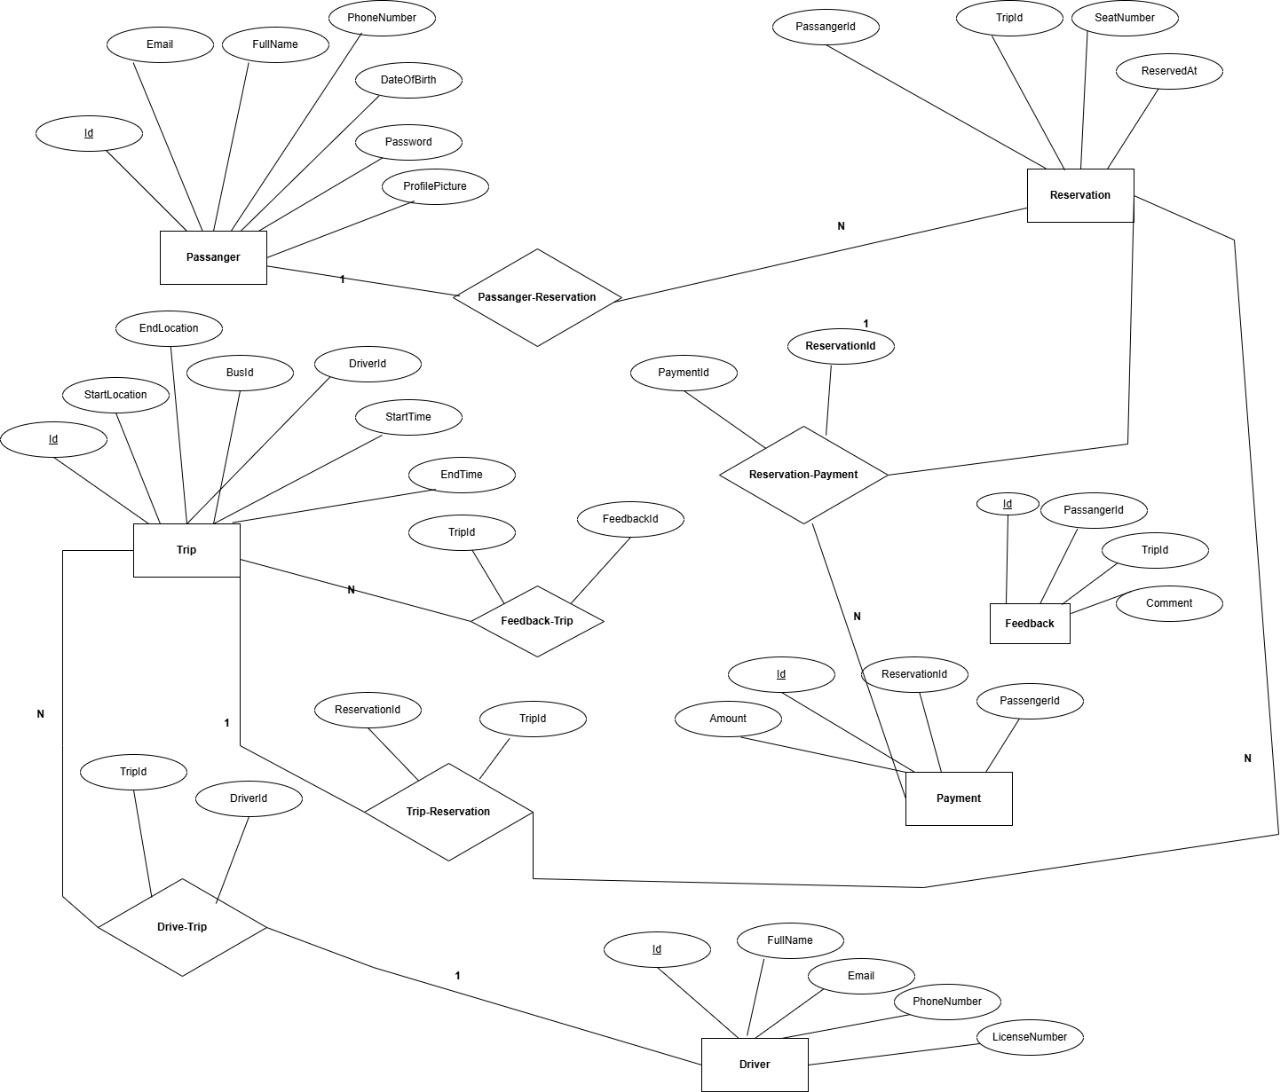 PhoneNumber
Email
FullName
DateOfBirth
Id
Password
ProfilePicture
Passanger
1
Passanger-Reservation
N
PassangerId
TripId
SeatNumber
ReservedAt
Reservation
EndLocation
BusId
DriverId
StartLocation
StartTime
Id
EndTime
Trip
TripId
FeedbackId
N
Feedback-Trip
1
ReservationId
PaymentId
Reservation-Payment
N
Id
PassangerId
TripId
Comment
Feedback
Id
ReservationId
PassengerId
Amount
Payment
N
N
1
ReservationId
TripId
Trip-Reservation
TripId
DriverId
Drive-Trip
1
Id
FullName
Email
PhoneNumber
LicenseNumber
Driver